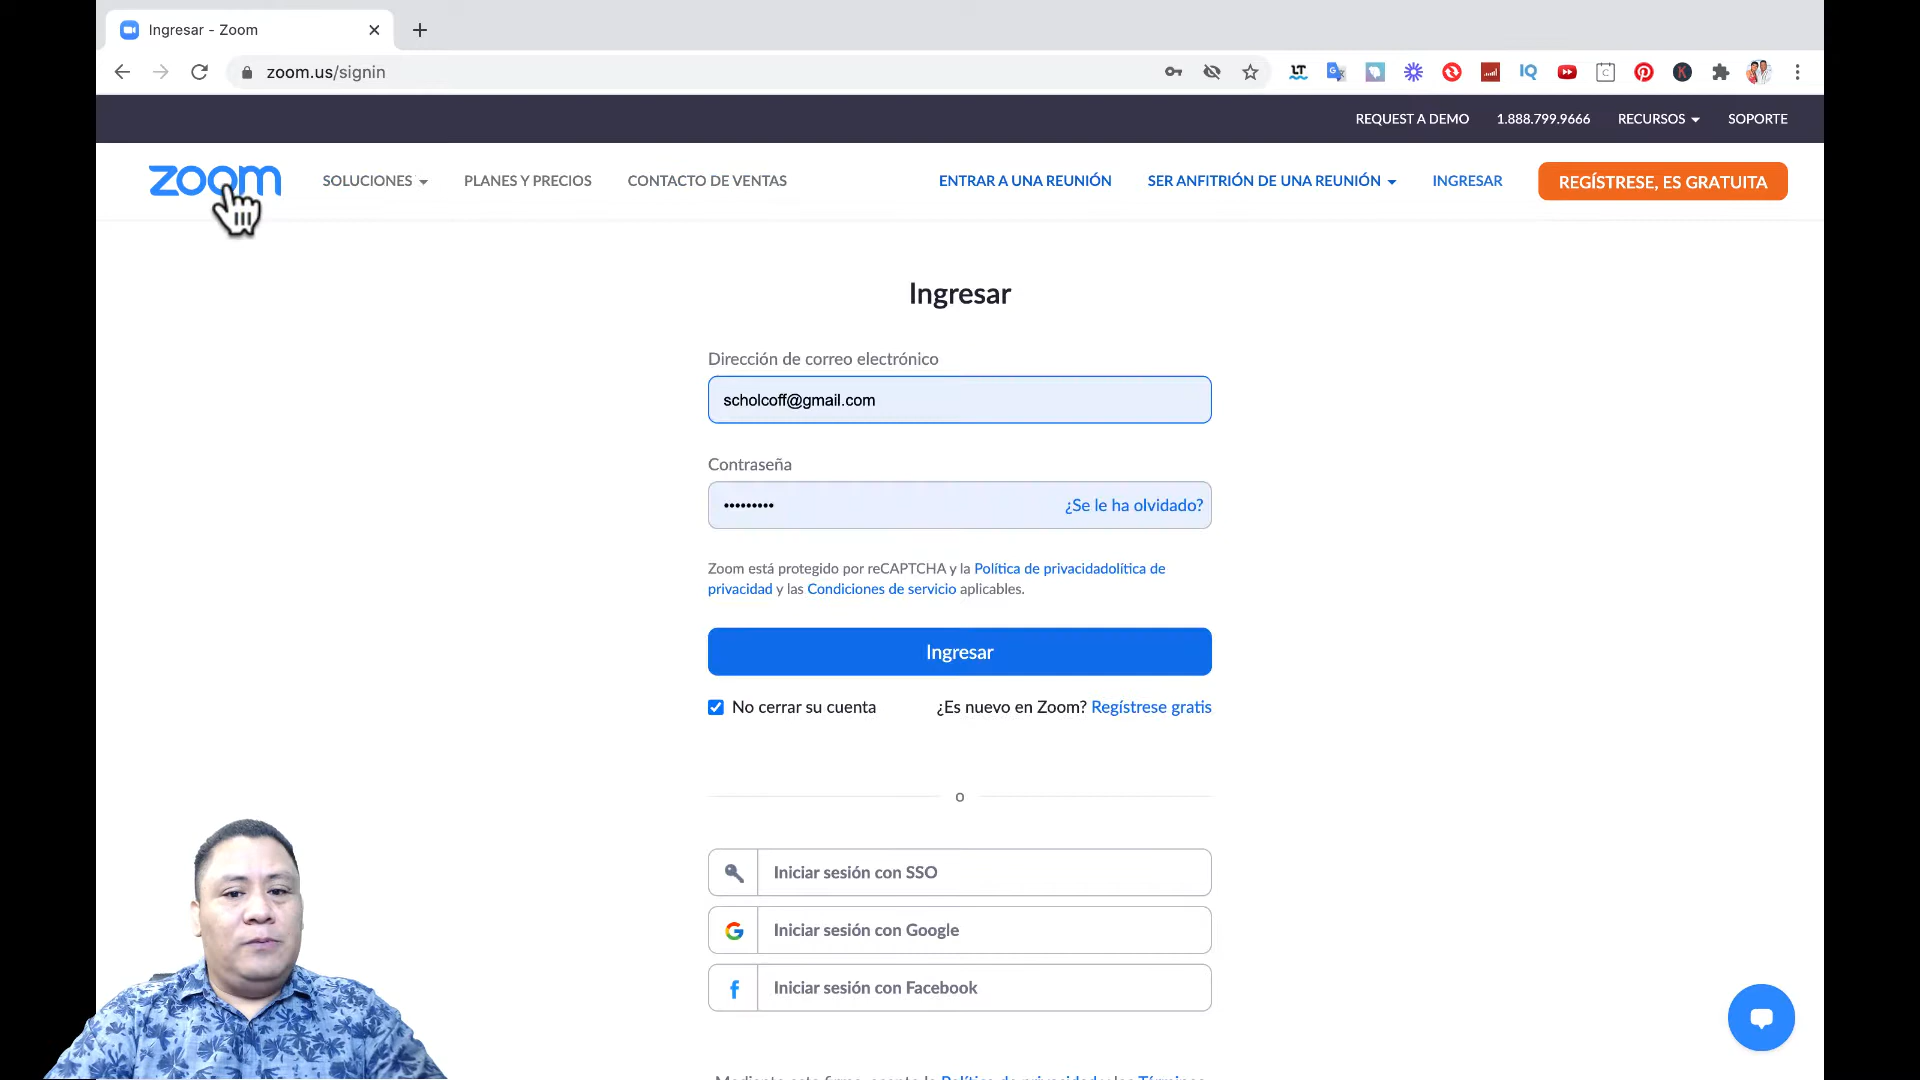 Ingresar - Zoom
zoom.us/signin
LT
IQ
C
K
REQUEST A DEMO
1.888.799.9666
RECURSOS
SOPORTE
zoom
SOLUCIONES
PLANES Y PRECIOS
CONTACTO DE VENTAS
ENTRAR A UNA REUNIÓN
SER ANFITRIÓN DE UNA REUNIÓN
INGRESAR
REGÍSTRESE, ES GRATUITA
Ingresar
Dirección de correo electrónico
scholcoff@gmail.com
Contraseña
•••••••••
¿Se le ha olvidado?
Zoom está protegido por reCAPTCHA y la Política de privacidadolítica de
privacidad y las Condiciones de servicio aplicables.
Ingresar
No cerrar su cuenta
¿Es nuevo en Zoom? Regístrese gratis
o
Iniciar sesión con SSO
Iniciar sesión con Google
Iniciar sesión con Facebook